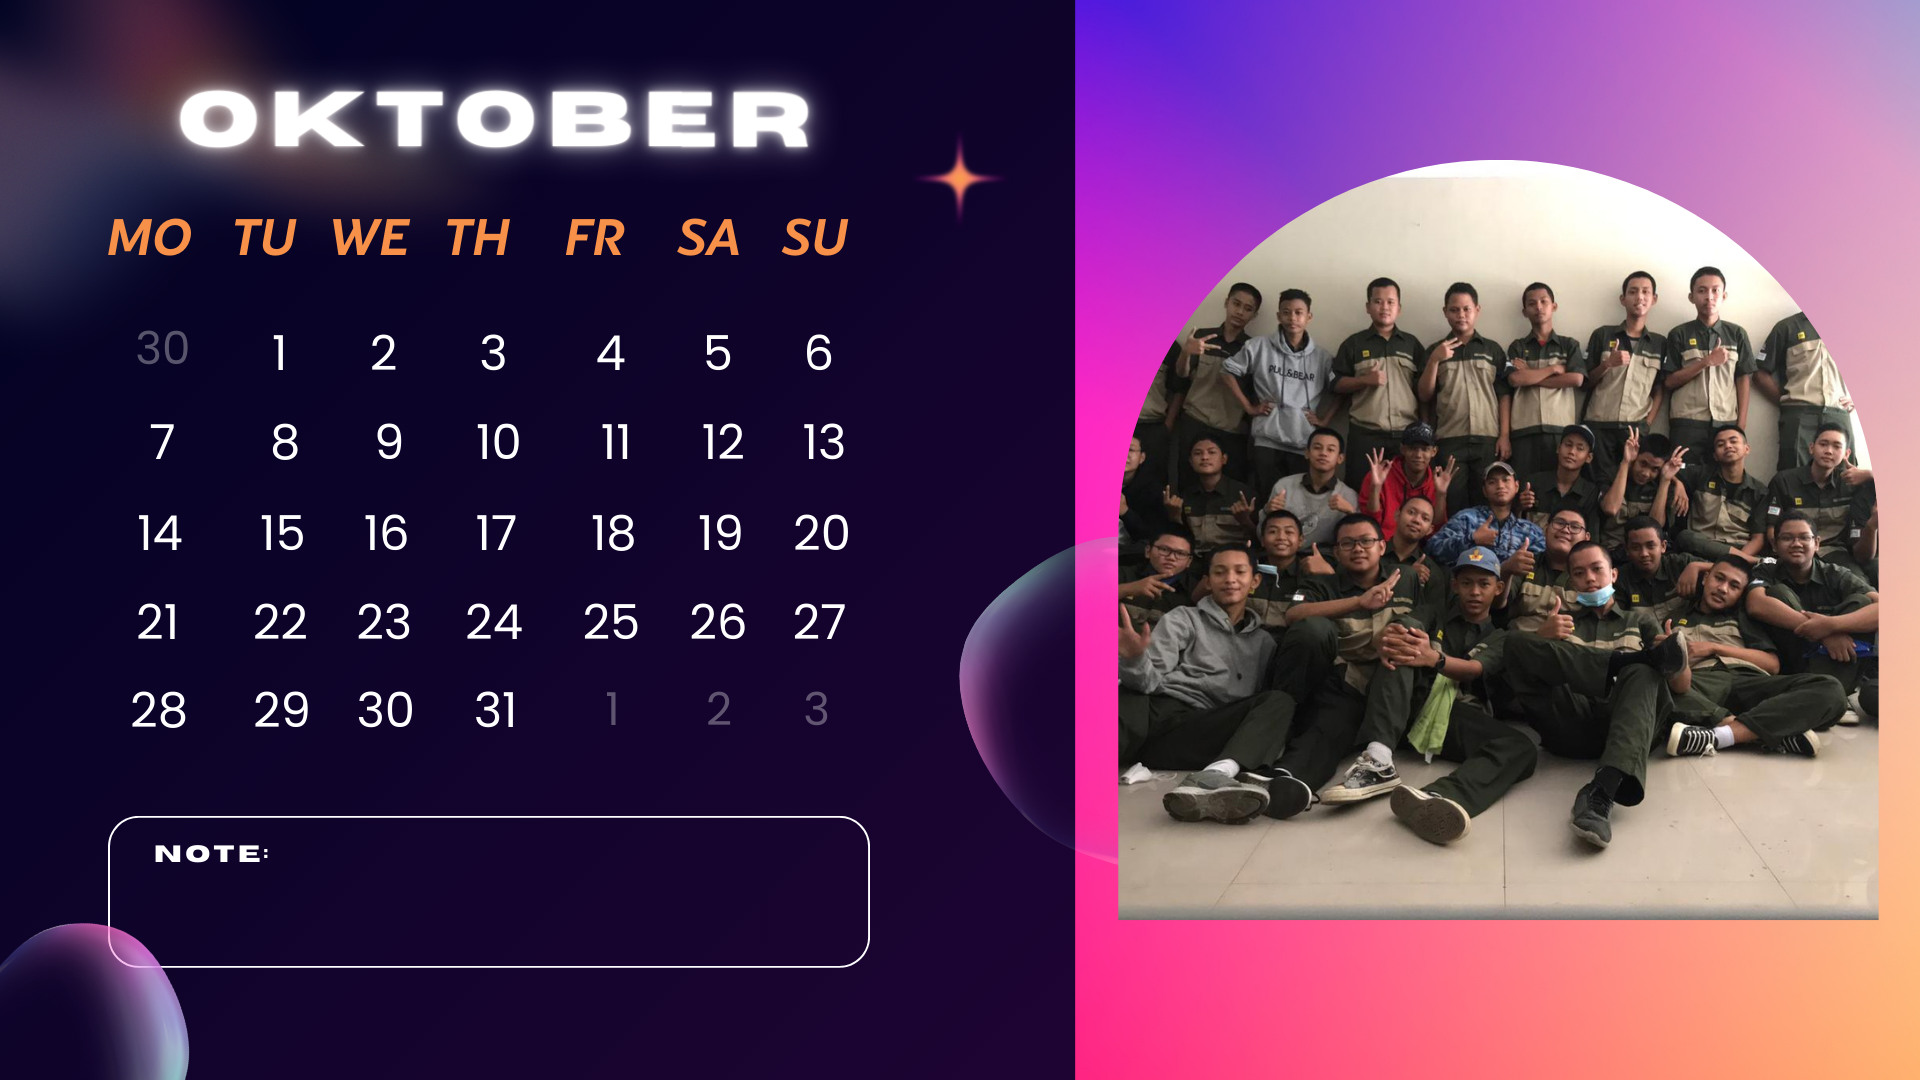 OKTOBER
MO TU WE TH FR SA SU
30 1 2 3 4 5 6
7 8 9 10 11 12 13
14 15 16 17 18 19 20
21 22 23 24 25 26 27
28 29 30 31 1 2 3
NOTE:
PULL&BEAR